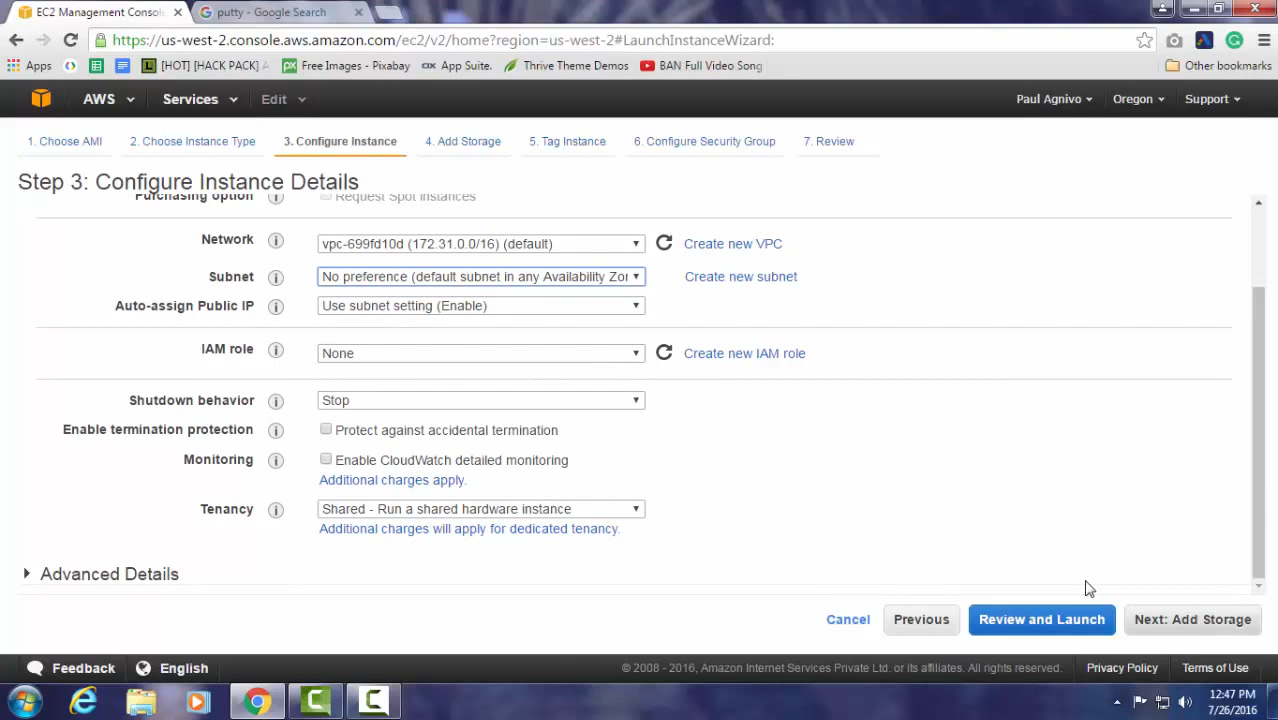 EC2 Management Consol
putty - Google Search
https://us-west-2.console.aws.amazon.com/ec2/v2/home?region=us-west-2#LaunchInstanceWizard:
Apps [HOT] [HACK PACK] Free Images - Pixabay App Suite. Thrive Theme Demos BAN Full Video Song Other bookmarks
AWS Services Edit Paul Agnivo Oregon Support
1. Choose AMI 2. Choose Instance Type 3. Configure Instance 4. Add Storage 5. Tag Instance 6. Configure Security Group 7. Review
Step 3: Configure Instance Details
Purchasing option Request Spot instances
Network vpc-699fd10d (172.31.0.0/16) (default) Create new VPC
Subnet No preference (default subnet in any Availability Zor Create new subnet
Auto-assign Public IP Use subnet setting (Enable)
IAM role None Create new IAM role
Shutdown behavior Stop
Enable termination protection Protect against accidental termination
Monitoring Enable CloudWatch detailed monitoring
Additional charges apply.
Tenancy Shared - Run a shared hardware instance
Additional charges will apply for dedicated tenancy.
Advanced Details
Cancel Previous Review and Launch Next: Add Storage
Feedback English © 2008 - 2016, Amazon Internet Services Private Ltd. or its affiliates. All rights reserved. Privacy Policy Terms of Use
12:47 PM
7/26/2016